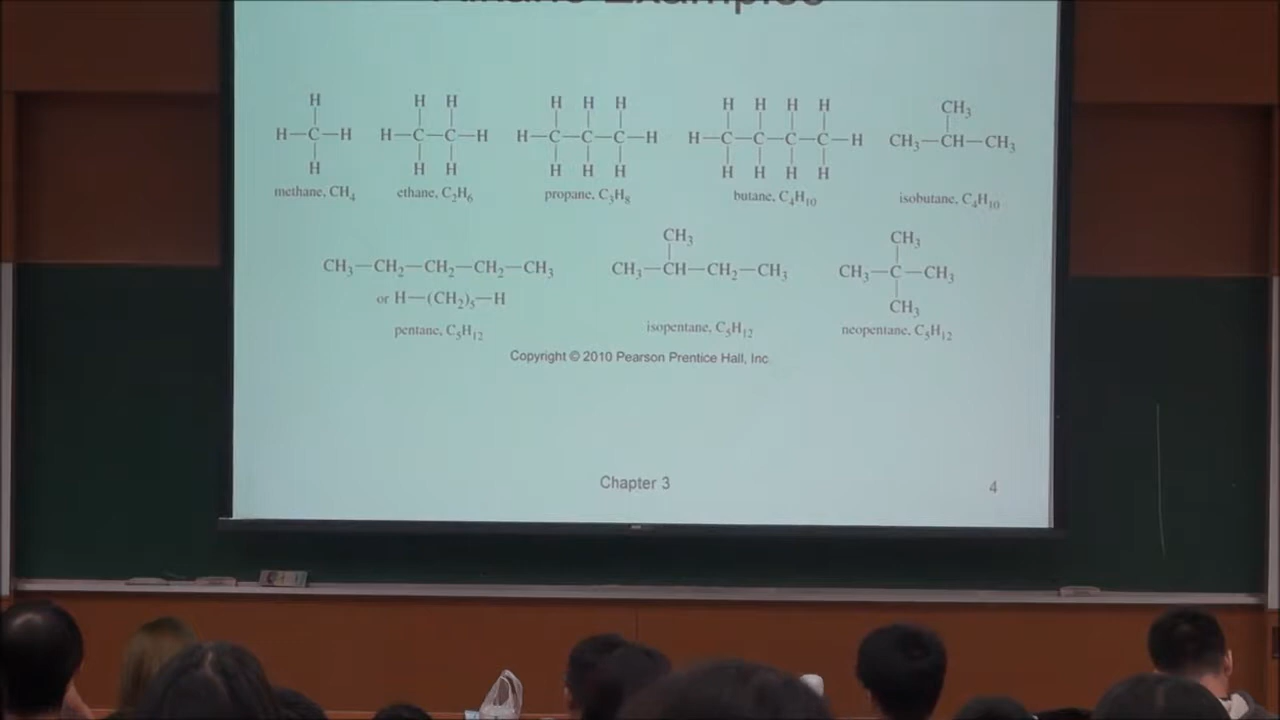 Alkane Examples
H H H H H H H H H H CH₃
H—C—H H—C—C—H H—C—C—C—H H—C—C—C—C—H CH₃—CH—CH₃
H H H H H H H H H H
methane, CH₄ ethane, C₂H₆ propane, C₃H₈ butane, C₄H₁₀ isobutane, C₄H₁₀
CH₃ CH₃
CH₃—CH₂—CH₂—CH₂—CH₃ CH₃—CH—CH₂—CH₃ CH₃—C—CH₃
or H—(CH₂)₅—H CH₃
pentane, C₅H₁₂ isopentane, C₅H₁₂ neopentane, C₅H₁₂
Copyright © 2010 Pearson Prentice Hall, Inc.
Chapter 3 4